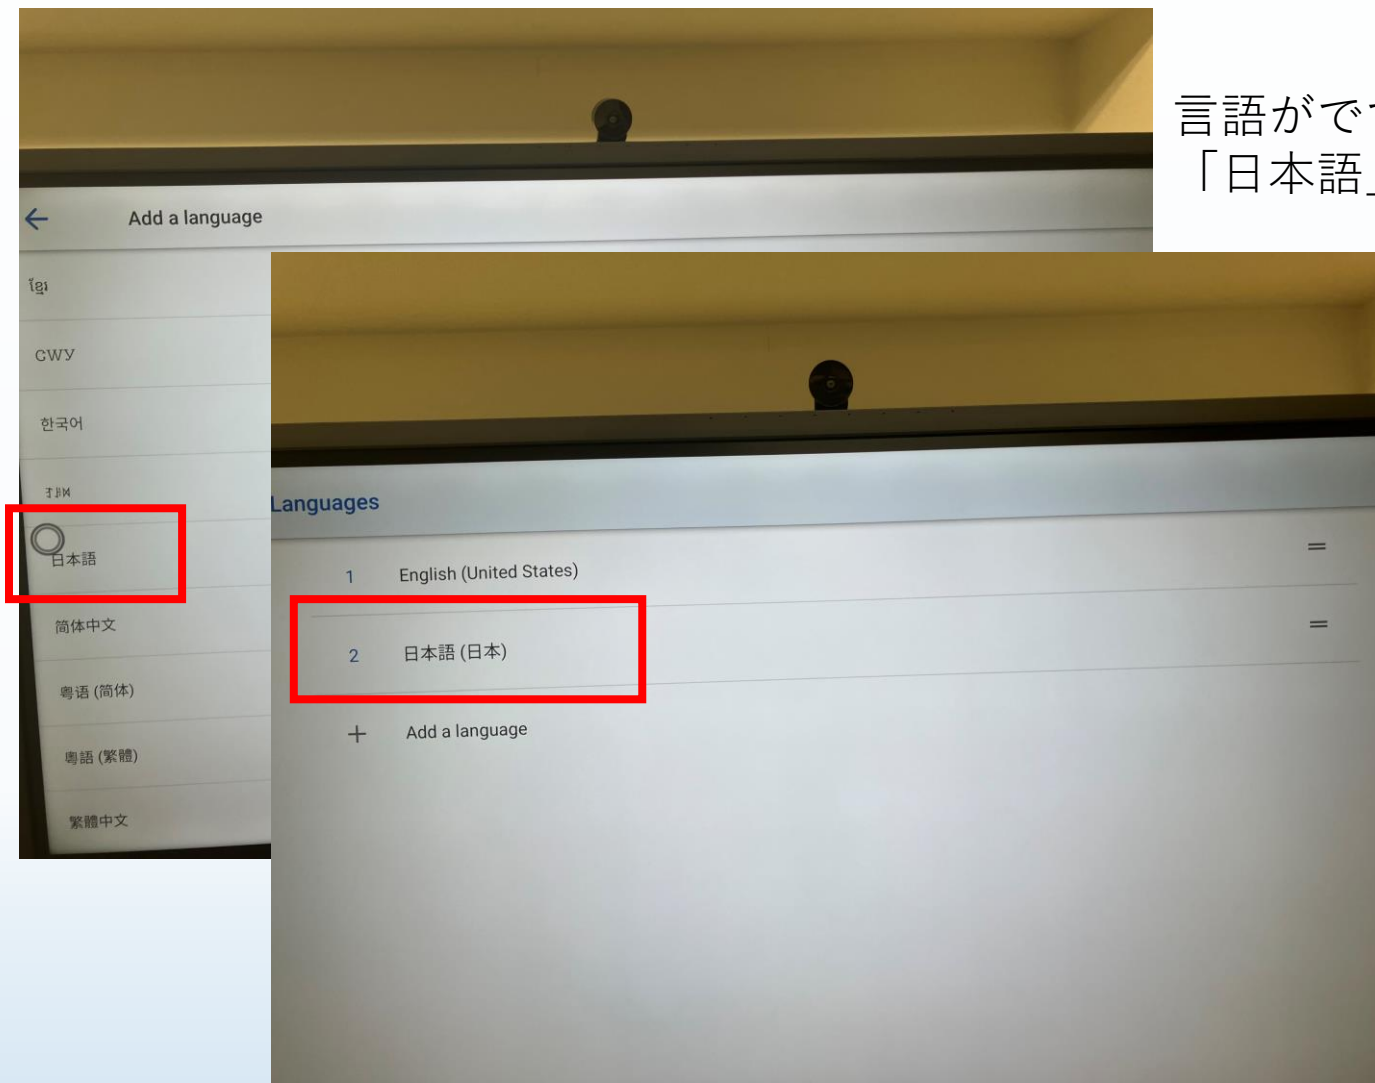 言語がで
「日本語」
Add a language
ខ្មែរ
ᏣᎳᎩ
한국어
日本語
简体中文
粤语 (简体)
粵語 (繁體)
繁體中文
Languages
1 English (United States)
2 日本語 (日本)
Add a language